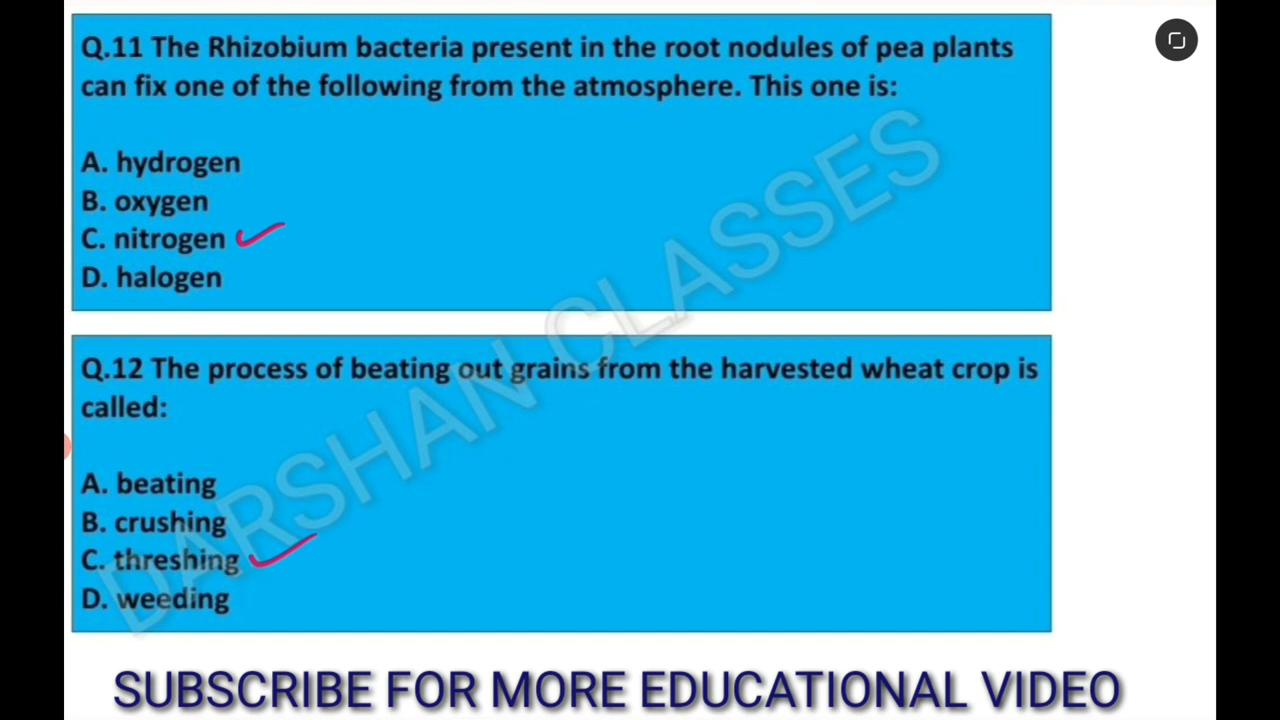 Q.11 The Rhizobium bacteria present in the root nodules of pea plants
can fix one of the following from the atmosphere. This one is:
A. hydrogen
B. oxygen
C. nitrogen
D. halogen
Q.12 The process of beating out grains from the harvested wheat crop is
called:
A. beating
B. crushing
C. threshing
D. weeding
DARSHAN CLASSES
SUBSCRIBE FOR MORE EDUCATIONAL VIDEO